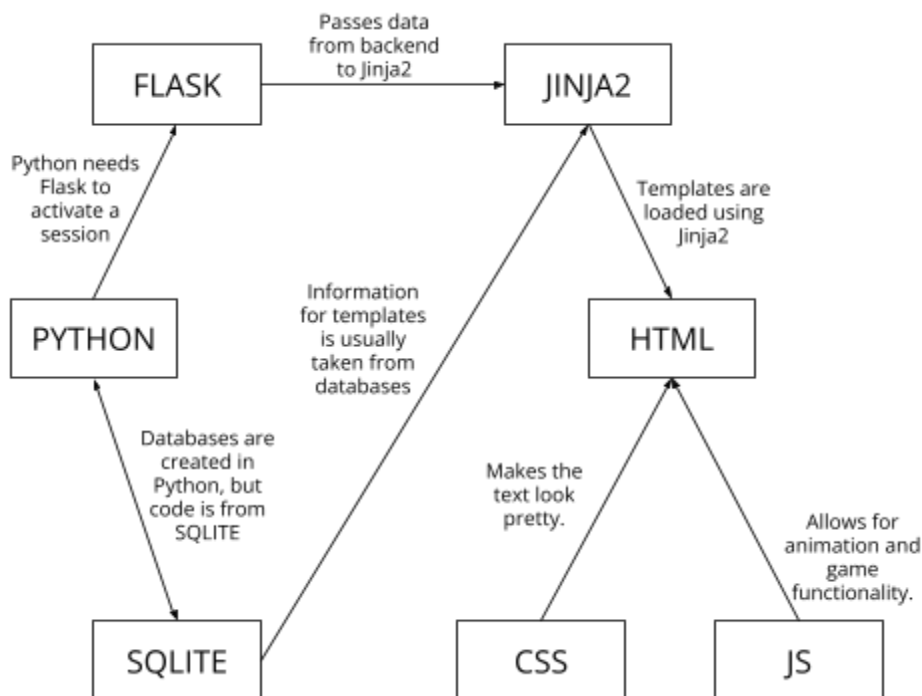 Passes data
from backend
to Jinja2
FLASK
JINJA2
Python needs
Flask to
activate a
session
Templates are
loaded using
Jinja2
Information
for templates
is usually
taken from
databases
PYTHON
HTML
Databases are
created in
Python, but
code is from
SQLITE
Makes the
text look
pretty.
Allows for
animation and
game
functionality.
SQLITE
CSS
JS